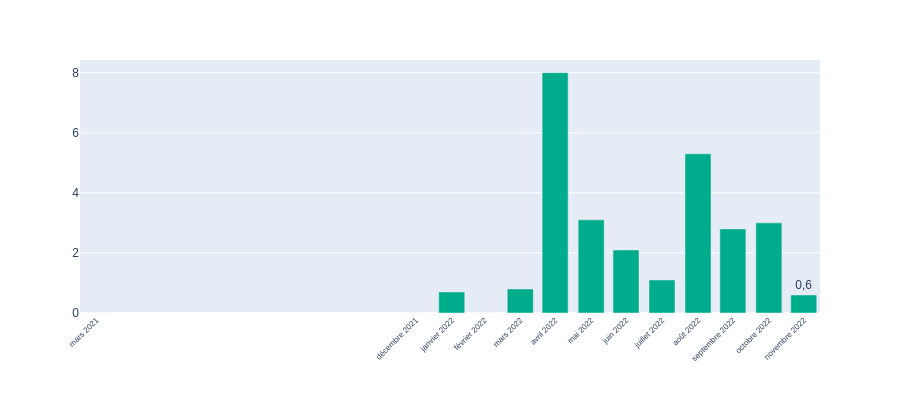 8
6
4
2
0
0,6
mars 2021
décembre 2021
janvier 2022
février 2022
mars 2022
avril 2022
mai 2022
juin 2022
juillet 2022
août 2022
septembre 2022
octobre 2022
novembre 2022